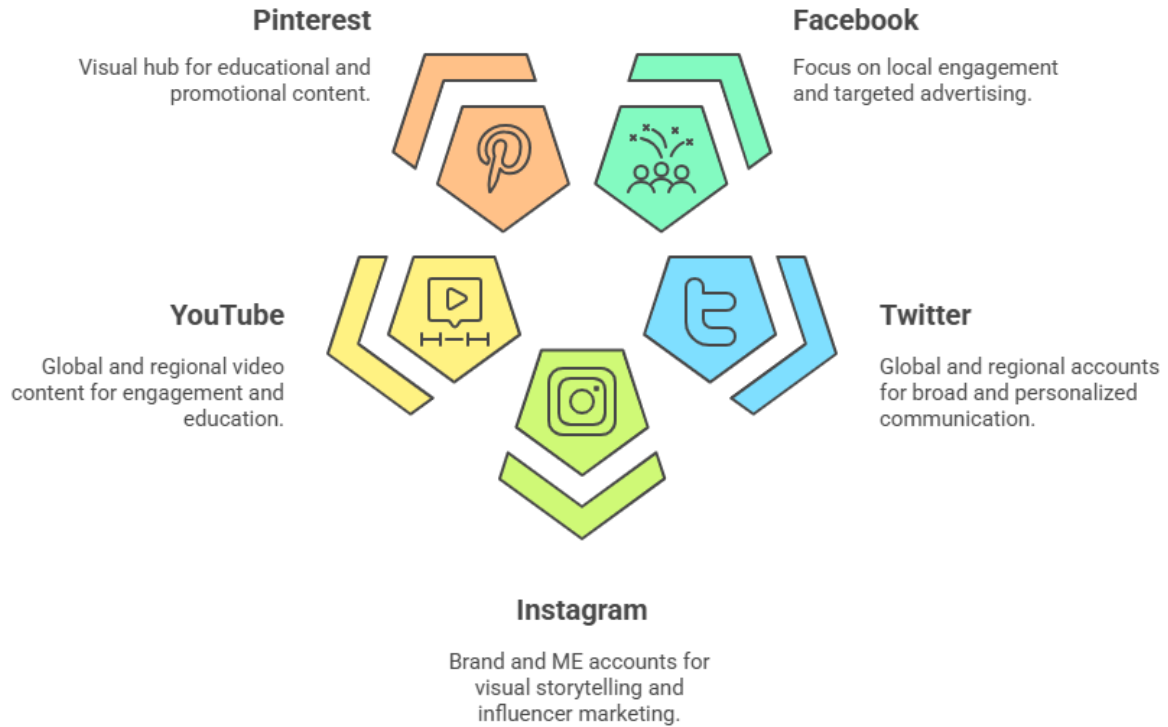 Pinterest
Visual hub for educational and
promotional content.
Facebook
Focus on local engagement
and targeted advertising.
YouTube
Global and regional video
content for engagement and
education.
Twitter
Global and regional accounts
for broad and personalized
communication.
Instagram
Brand and ME accounts for
visual storytelling and
influencer marketing.